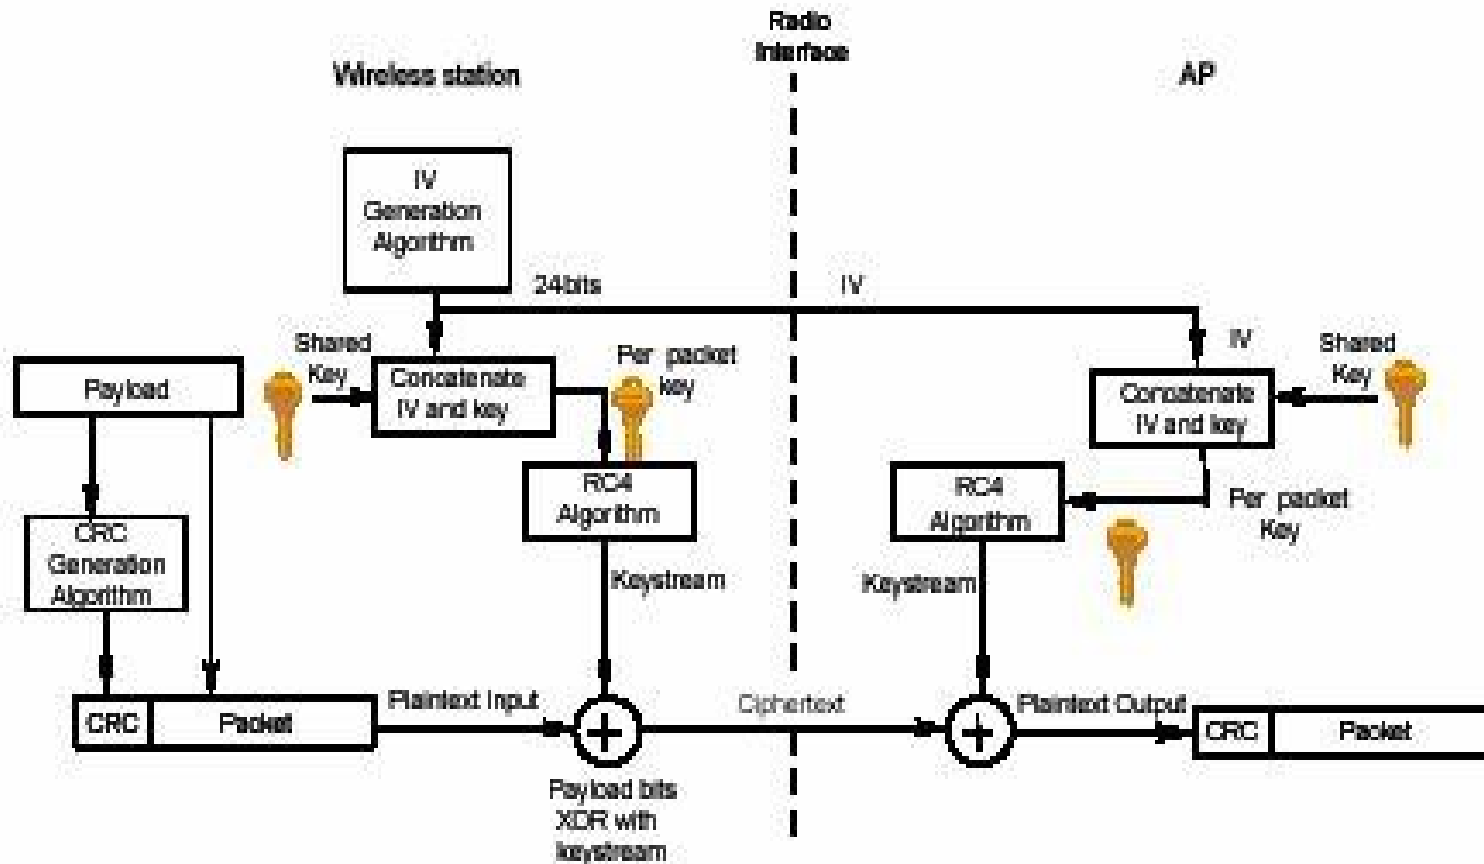 Radio
Interface
Wireless station
AP
IV
Generation
Algorithm
24bits
IV
Shared
Key
Concatenate
IV and key
Per packet
key
IV
Shared
Key
Payload
Concatenate
IV and key
RC4
Algorithm
RC4
Algorithm
Per packet
Key
CRC
Generation
Algorithm
Keystream
Keystream
CRC
Packet
Plaintext Input
+
Ciphertext
+
Plaintext Output
CRC
Packet
Payload bits
XOR with
keystream